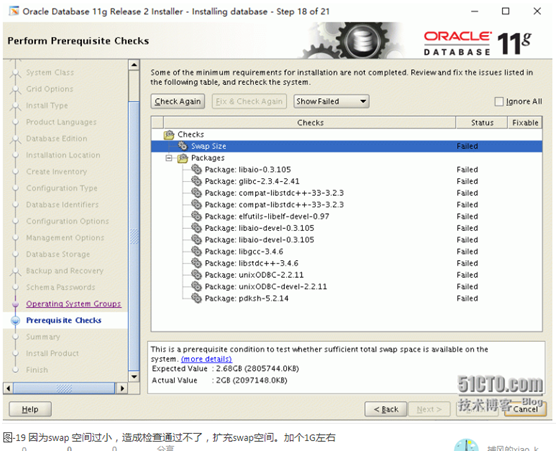 Oracle Database 11g Release 2 Installer - Installing database - Step 18 of 21
Perform Prerequisite Checks
ORACLE
DATABASE 11g
System Class
Grid Options
Install Type
Product Languages
Database Edition
Installation Location
Create Inventory
Configuration Type
Database Identifiers
Configuration Options
Management Options
Database Storage
Backup and Recovery
Schema Passwords
Operating System Groups
Prerequisite Checks
Summary
Install Product
Finish
Some of the minimum requirements for installation are not completed. Review and fix the issues listed in
the following table, and recheck the system.
Check Again Fix & Check Again Show Failed Ignore All
Checks Status Fixable
Checks
Swap Size Failed
Packages
Package: libaio-0.3.105 Failed
Package: glibc-2.3.4-2.41 Failed
Package: compat-libstdc++-33-3.2.3 Failed
Package: compat-libstdc++-33-3.2.3 Failed
Package: elfutils-libelf-devel-0.97 Failed
Package: libaio-devel-0.3.105 Failed
Package: libaio-devel-0.3.105 Failed
Package: libgcc-3.4.6 Failed
Package: libstdc++-3.4.6 Failed
Package: unixODBC-2.2.11 Failed
Package: unixODBC-devel-2.2.11 Failed
Package: pdksh-5.2.14 Failed
This is a prerequisite condition to test whether sufficient total swap space is available on the
system. (more details)
Expected Value : 2.68GB (2805744.0KB)
Actual Value : 2GB (2097148.0KB)
51CTO.com
技术博客 Blog
Help < Back Next > Cancel
图-19 因为swap 空间过小，造成检查通过不了，扩充swap空间。加个1G左右